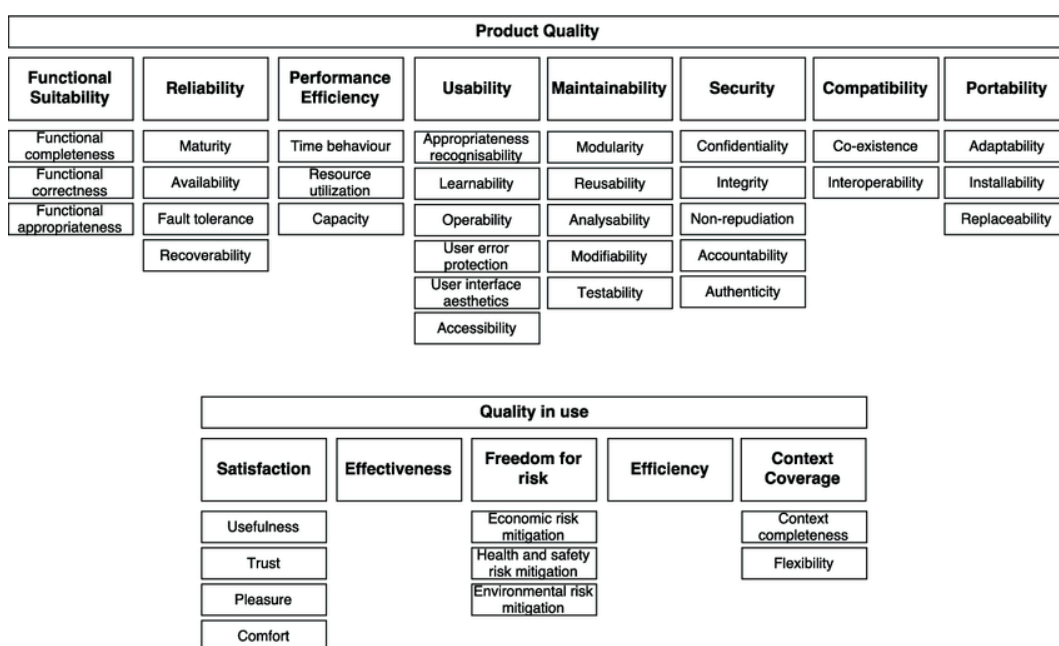 Product Quality
Functional
Suitability
Reliability
Performance
Efficiency
Usability
Maintainability
Security
Compatibility
Portability
Functional
completeness
Maturity
Time behaviour
Appropriateness
recognisability
Modularity
Confidentiality
Co-existence
Adaptability
Functional
correctness
Availability
Resource
utilization
Learnability
Reusability
Integrity
Interoperability
Installability
Functional
appropriateness
Fault tolerance
Capacity
Operability
Analysability
Non-repudiation
Replaceability
Recoverability
User error
protection
Modifiability
Accountability
User interface
aesthetics
Testability
Authenticity
Accessibility
Quality in use
Satisfaction
Effectiveness
Freedom for
risk
Efficiency
Context
Coverage
Usefulness
Economic risk
mitigation
Context
completeness
Trust
Health and safety
risk mitigation
Flexibility
Pleasure
Environmental risk
mitigation
Comfort